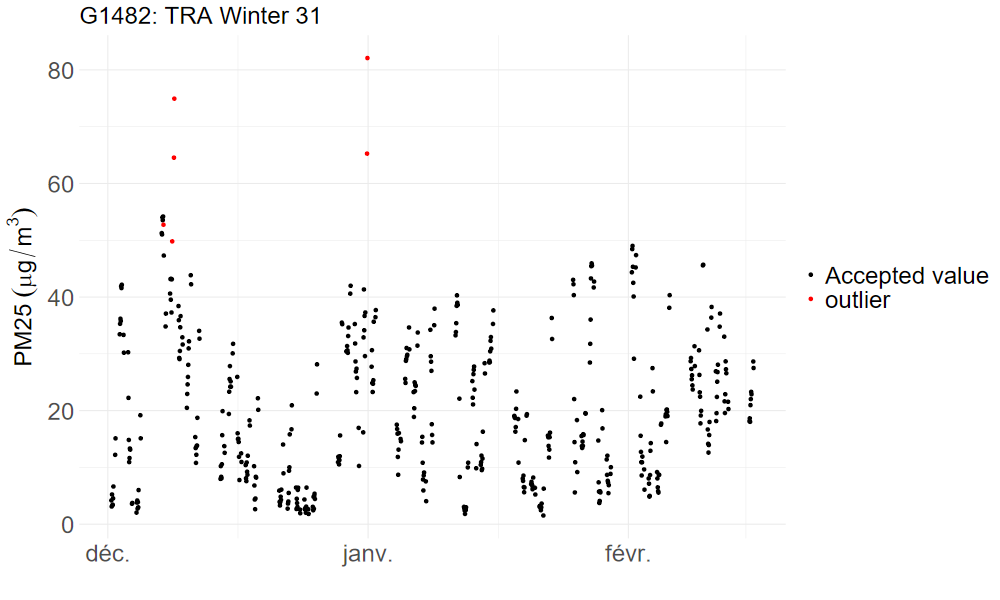 G1482: TRA Winter 31
PM25 (μg/m³)
80
60
40
20
0
déc.
janv.
févr.
Accepted value
outlier